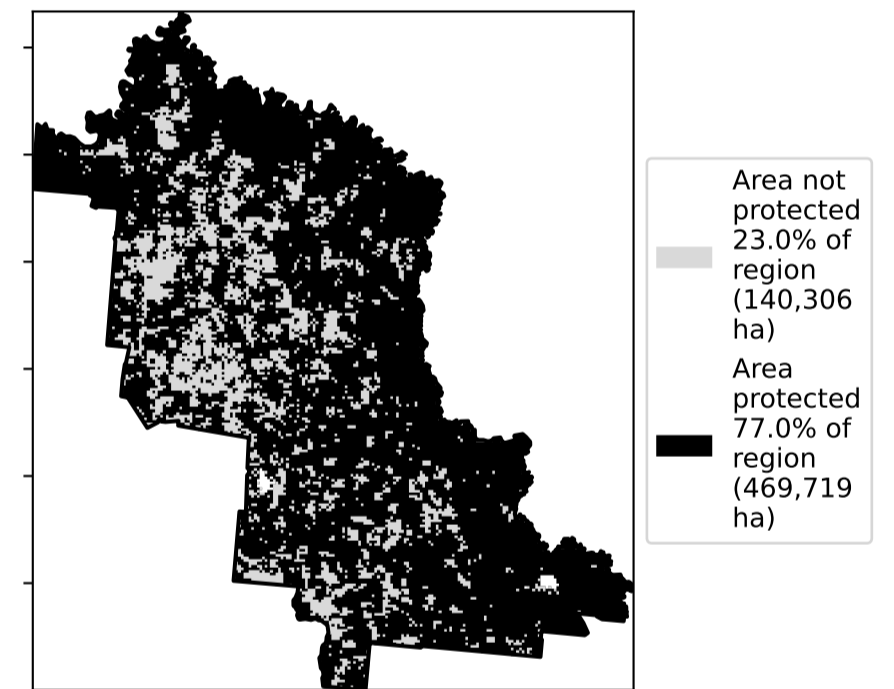 Area not
protected
23.0% of
region
(140,306
ha)
Area
protected
77.0% of
region
(469,719
ha)